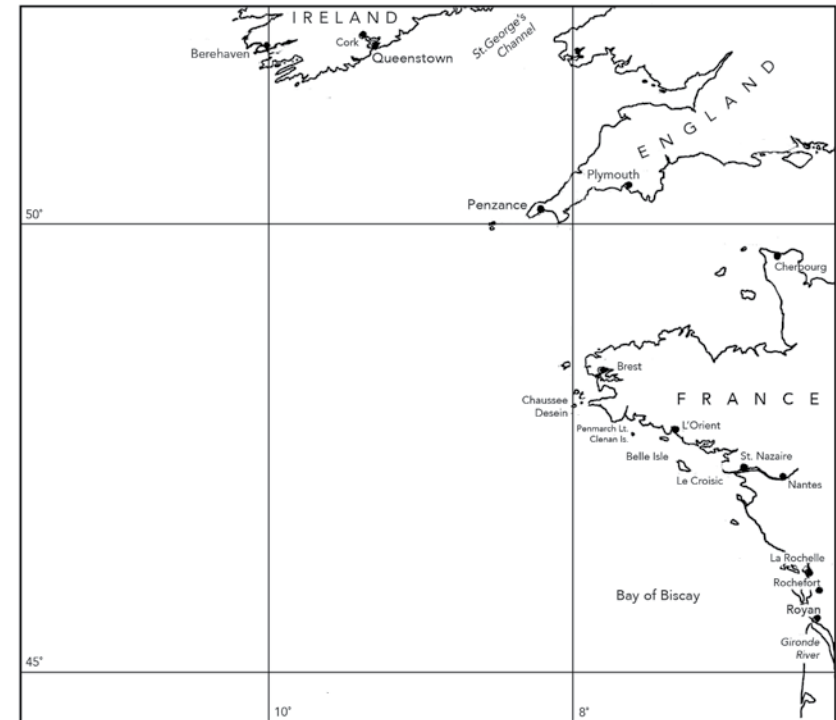 IRELAND
Cork
Berehaven
Queenstown
St.George's
Channel
ENGLAND
Plymouth
Penzance
50°
Cherbourg
Brest
FRANCE
Chaussee
Desein
L'Orient
Penmarch Lt.
Clenan Is.
Belle Isle
St. Nazaire
Le Croisic
Nantes
La Rochelle
Rochefort
Bay of Biscay
Royan
Gironde
River
45°
10°
8°